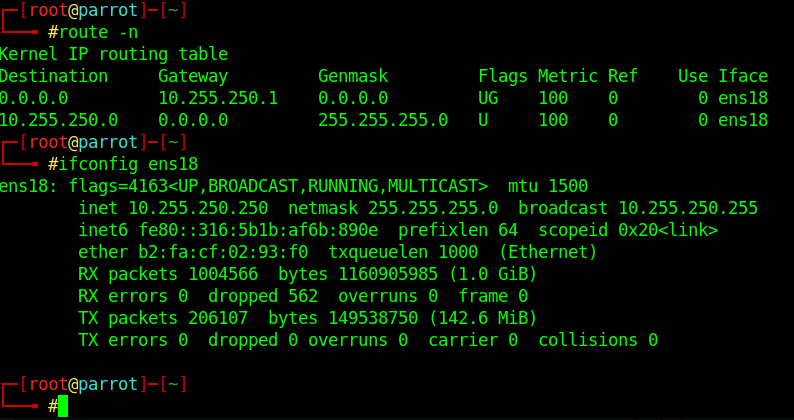 ┌─[root@parrot]─[~]
└──╼ #route -n
Kernel IP routing table
Destination     Gateway         Genmask         Flags Metric Ref    Use Iface
0.0.0.0         10.255.250.1    0.0.0.0         UG    100    0        0 ens18
10.255.250.0    0.0.0.0         255.255.255.0   U     100    0        0 ens18
┌─[root@parrot]─[~]
└──╼ #ifconfig ens18
ens18: flags=4163<UP,BROADCAST,RUNNING,MULTICAST>  mtu 1500
        inet 10.255.250.250  netmask 255.255.255.0  broadcast 10.255.250.255
        inet6 fe80::316:5b1b:af6b:890e  prefixlen 64  scopeid 0x20<link>
        ether b2:fa:cf:02:93:f0  txqueuelen 1000  (Ethernet)
        RX packets 1004566  bytes 1160905985 (1.0 GiB)
        RX errors 0  dropped 562  overruns 0  frame 0
        TX packets 206107  bytes 149538750 (142.6 MiB)
        TX errors 0  dropped 0 overruns 0  carrier 0  collisions 0

┌─[root@parrot]─[~]
└──╼ #